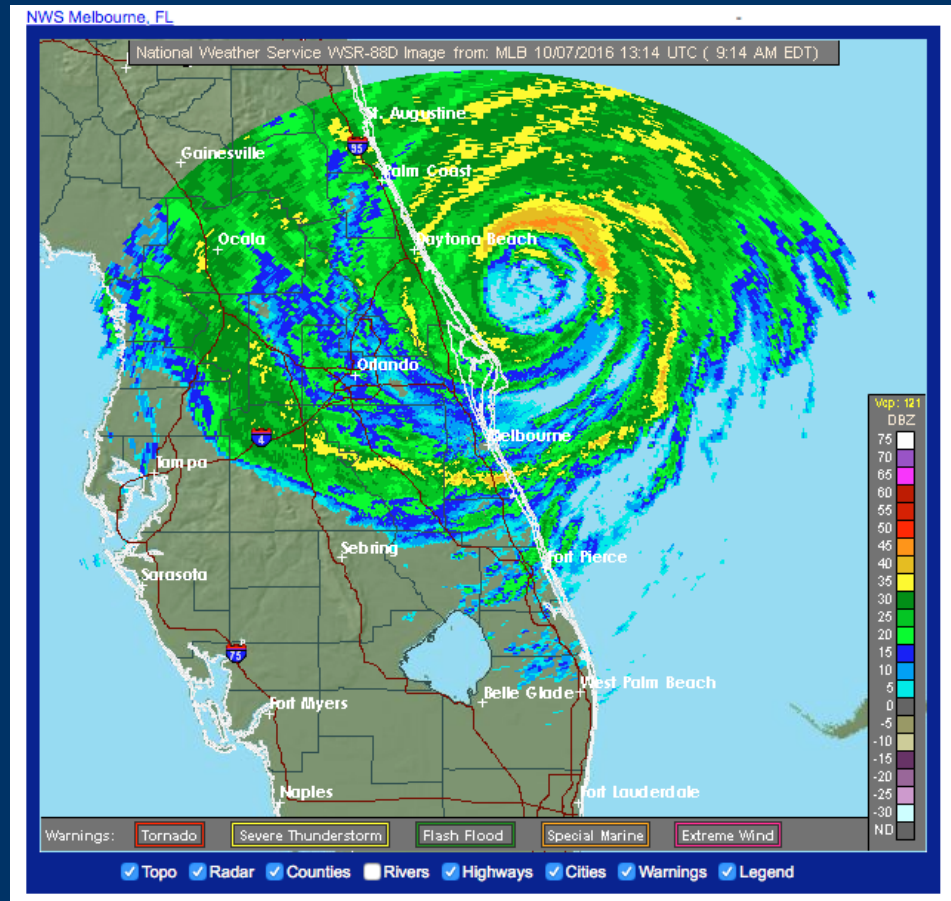 NWS Melbourne, FL
National Weather Service WSR-88D Image from: MLB 10/07/2016 13:14 UTC ( 9:14 AM EDT)
St. Augustine
95
Gainesville
Palm Coast
Ocala
Daytona Beach
Orlando
4
Melbourne
Tampa
Sebring
Fort Pierce
Sarasota
75
Belle Glade
West Palm Beach
Fort Myers
Naples
Fort Lauderdale
Vcp: 121
DBZ
75
70
65
60
55
50
45
40
35
30
25
20
15
10
5
0
-5
-10
-15
-20
-25
-30
ND
Warnings: Tornado Severe Thunderstorm Flash Flood Special Marine Extreme Wind
Topo Radar Counties Rivers Highways Cities Warnings Legend